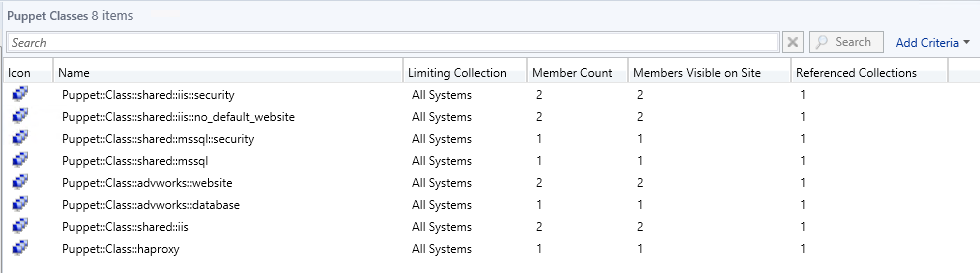 Puppet Classes 8 items
Search Search Add Criteria
Icon Name Limiting Collection Member Count Members Visible on Site Referenced Collections
Puppet::Class::shared::iis::security All Systems 2 2 1
Puppet::Class::shared::iis::no_default_website All Systems 2 2 1
Puppet::Class::shared::mssql::security All Systems 1 1 1
Puppet::Class::shared::mssql All Systems 1 1 1
Puppet::Class::advworks::website All Systems 2 2 1
Puppet::Class::advworks::database All Systems 1 1 1
Puppet::Class::shared::iis All Systems 2 2 1
Puppet::Class::haproxy All Systems 1 1 1